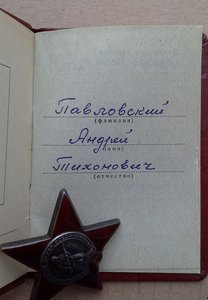 Павловский
(фамилия)
Андрей
(имя)
Тихонович
(отчество)